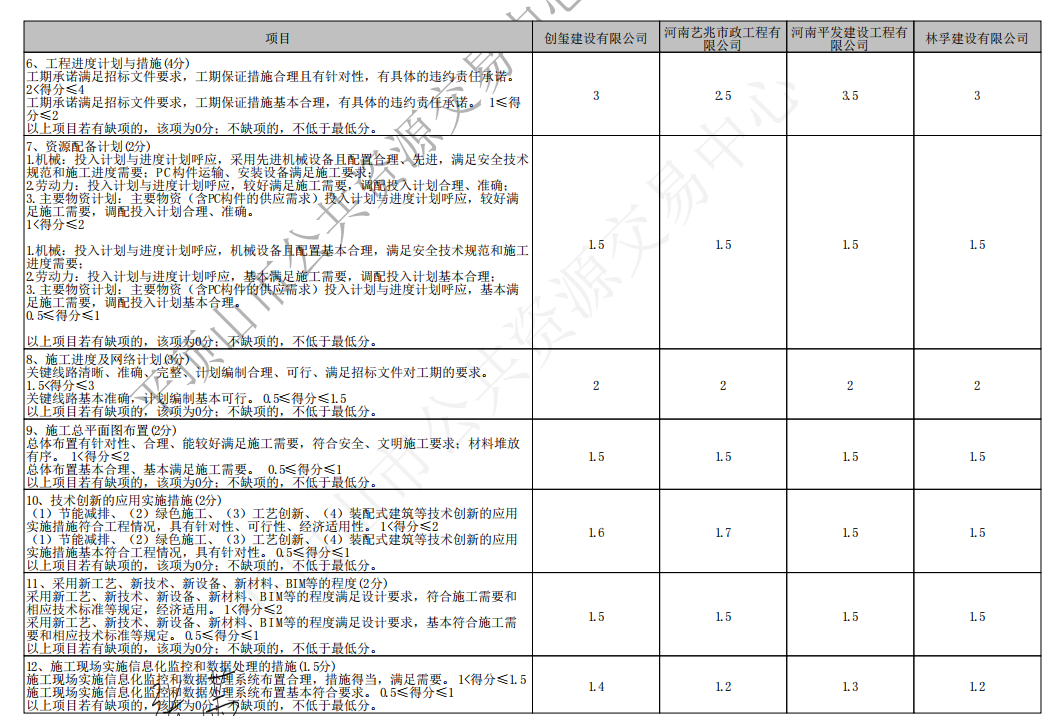 项目 创玺建设有限公司 河南艺兆市政工程有限公司 河南平发建设工程有限公司 林孚建设有限公司
6、工程进度计划与措施(4分)
工期承诺满足招标文件要求，工期保证措施合理且有针对性，有具体的违约责任承诺。
2<得分≤4
工期承诺满足招标文件要求，工期保证措施基本合理，有具体的违约责任承诺。 1≤得
分≤2
以上项目若有缺项的，该项为0分；不缺项的，不低于最低分。
3 2.5 3.5 3
7、资源配备计划(2分)
1.机械：投入计划与进度计划呼应，采用先进机械设备且配置合理、先进，满足安全技术
规范和施工进度需要；PC构件运输、安装设备满足施工要求；
2.劳动力：投入计划与进度计划呼应，较好满足施工需要，调配投入计划合理、准确；
3.主要物资计划：主要物资（含PC构件的供应需求）投入计划与进度计划呼应，较好满
足施工需要，调配投入计划合理、准确。
1<得分≤2
1.机械：投入计划与进度计划呼应，机械设备且配置基本合理，满足安全技术规范和施工
进度需要；
2.劳动力：投入计划与进度计划呼应，基本满足施工需要，调配投入计划基本合理；
3.主要物资计划：主要物资（含PC构件的供应需求）投入计划与进度计划呼应，基本满
足施工需要，调配投入计划基本合理。
0.5≤得分≤1
以上项目若有缺项的，该项为0分；不缺项的，不低于最低分。
1.5 1.5 1.5 1.5
8、施工进度及网络计划(3分)
关键线路清晰、准确、完整、计划编制合理、可行、满足招标文件对工期的要求。
1.5<得分≤3
关键线路基本准确，计划编制基本可行。 0.5≤得分≤1.5
以上项目若有缺项的，该项为0分；不缺项的，不低于最低分。
2 2 2 2
9、施工总平面图布置(2分)
总体布置有针对性、合理、能较好满足施工需要，符合安全、文明施工要求；材料堆放
有序。 1<得分≤2
总体布置基本合理、基本满足施工需要。 0.5≤得分≤1
以上项目若有缺项的，该项为0分；不缺项的，不低于最低分。
1.5 1.5 1.5 1.5
10、技术创新的应用实施措施(2分)
（1）节能减排、（2）绿色施工、（3）工艺创新、（4）装配式建筑等技术创新的应用
实施措施符合工程情况，具有针对性、可行性、经济适用性。 1<得分≤2
（1）节能减排、（2）绿色施工、（3）工艺创新、（4）装配式建筑等技术创新的应用
实施措施基本符合工程情况，具有针对性。 0.5≤得分≤1
以上项目若有缺项的，该项为0分；不缺项的，不低于最低分。
1.6 1.7 1.5 1.5
11、采用新工艺、新技术、新设备、新材料、BIM等的程度(2分)
采用新工艺、新技术、新设备、新材料、BIM等的程度满足设计要求，符合施工需要和
相应技术标准等规定，经济适用。 1<得分≤2
采用新工艺、新技术、新设备、新材料、BIM等的程度满足设计要求，基本符合施工需
要和相应技术标准等规定。 0.5≤得分≤1
以上项目若有缺项的，该项为0分；不缺项的，不低于最低分。
1.5 1.5 1.5 1.5
12、施工现场实施信息化监控和数据处理的措施(1.5分)
施工现场实施信息化监控和数据处理系统布置合理，措施得当，满足需要。 1<得分≤1.5
施工现场实施信息化监控和数据处理系统布置基本符合要求。 0.5≤得分≤1
以上项目若有缺项的，该项为0分；不缺项的，不低于最低分。
1.4 1.2 1.3 1.2
平顶山市公共资源交易中心
山市公共资源交易中心